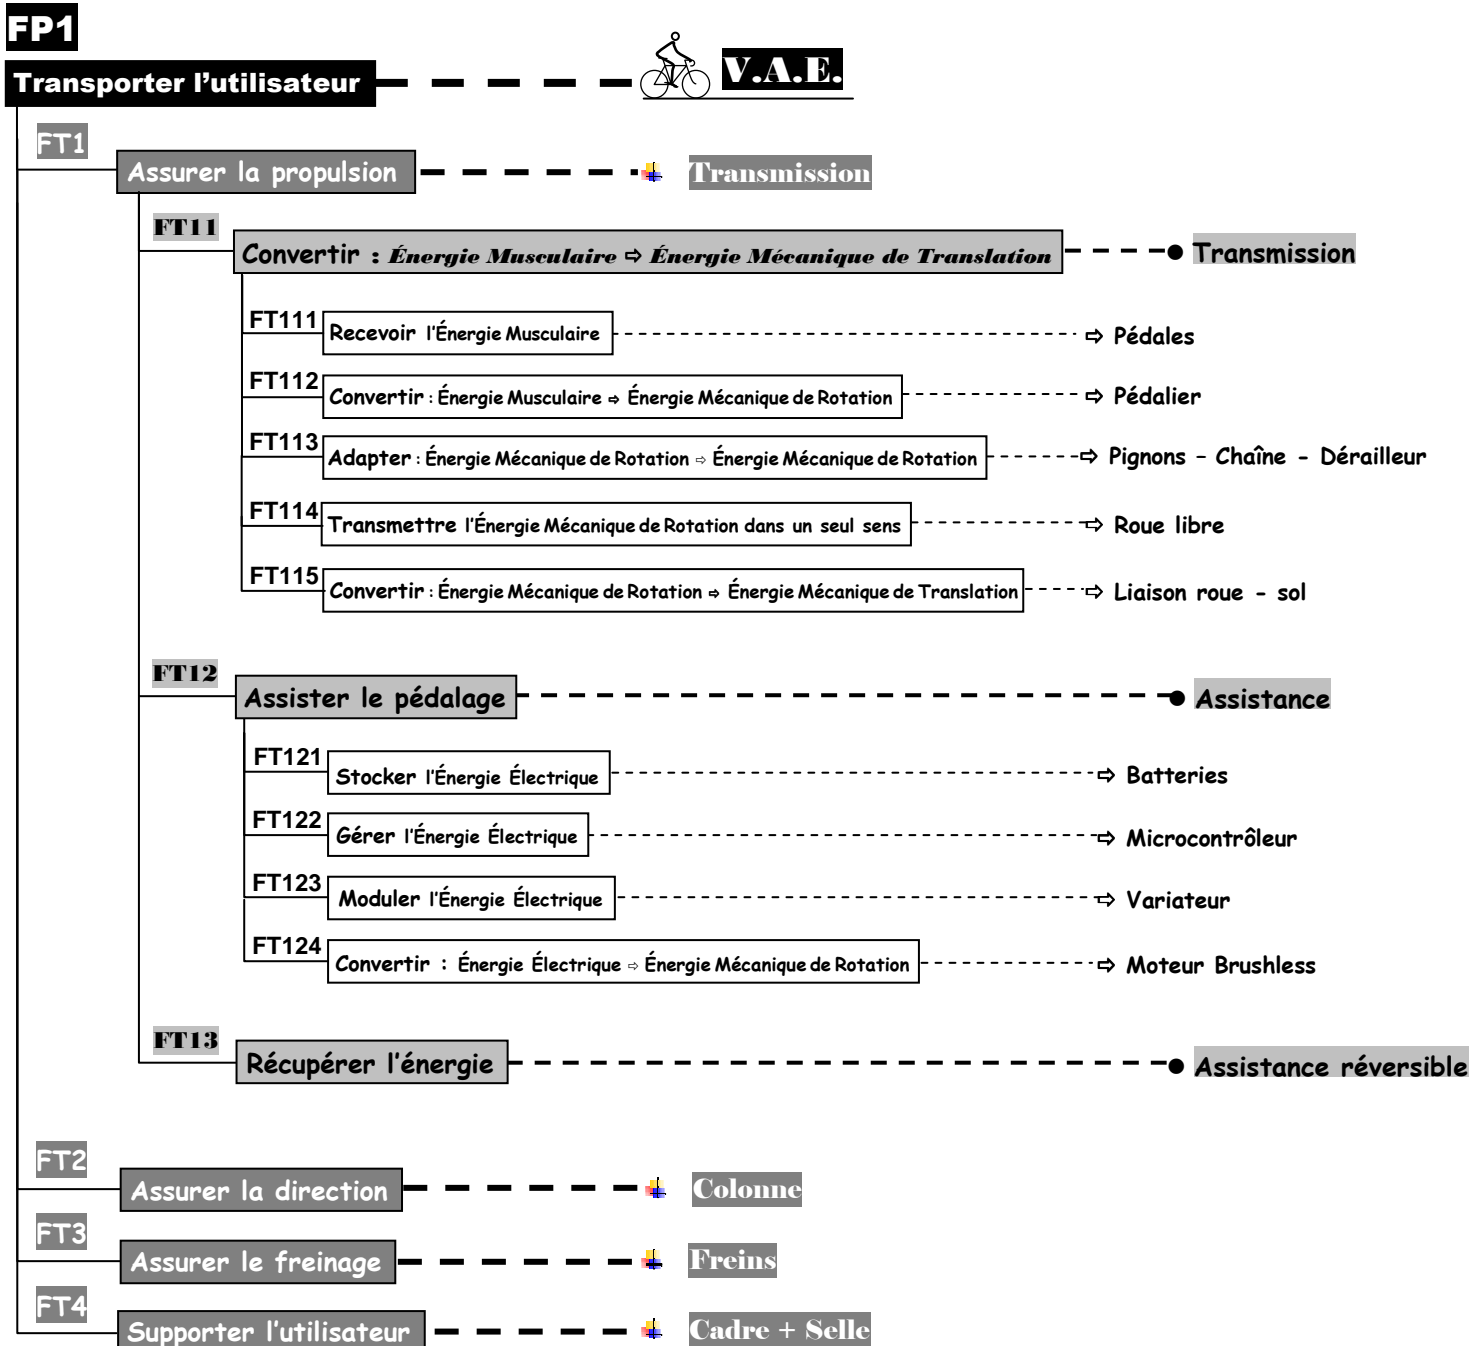 FP1
Transporter l'utilisateur V.A.E.
FT1
Assurer la propulsion Transmission
FT11
Convertir : Énergie Musculaire ⇨ Énergie Mécanique de Translation Transmission
FT111
Recevoir l'Énergie Musculaire ⇨ Pédales
FT112
Convertir : Énergie Musculaire ⇨ Énergie Mécanique de Rotation ⇨ Pédalier
FT113
Adapter : Énergie Mécanique de Rotation ⇨ Énergie Mécanique de Rotation ⇨ Pignons - Chaîne - Dérailleur
FT114
Transmettre l'Énergie Mécanique de Rotation dans un seul sens ⇨ Roue libre
FT115
Convertir : Énergie Mécanique de Rotation ⇨ Énergie Mécanique de Translation ⇨ Liaison roue - sol
FT12
Assister le pédalage Assistance
FT121
Stocker l'Énergie Électrique ⇨ Batteries
FT122
Gérer l'Énergie Électrique ⇨ Microcontrôleur
FT123
Moduler l'Énergie Électrique ⇨ Variateur
FT124
Convertir : Énergie Électrique ⇨ Énergie Mécanique de Rotation ⇨ Moteur Brushless
FT13
Récupérer l'énergie Assistance réversible
FT2
Assurer la direction Colonne
FT3
Assurer le freinage Freins
FT4
Supporter l'utilisateur Cadre + Selle